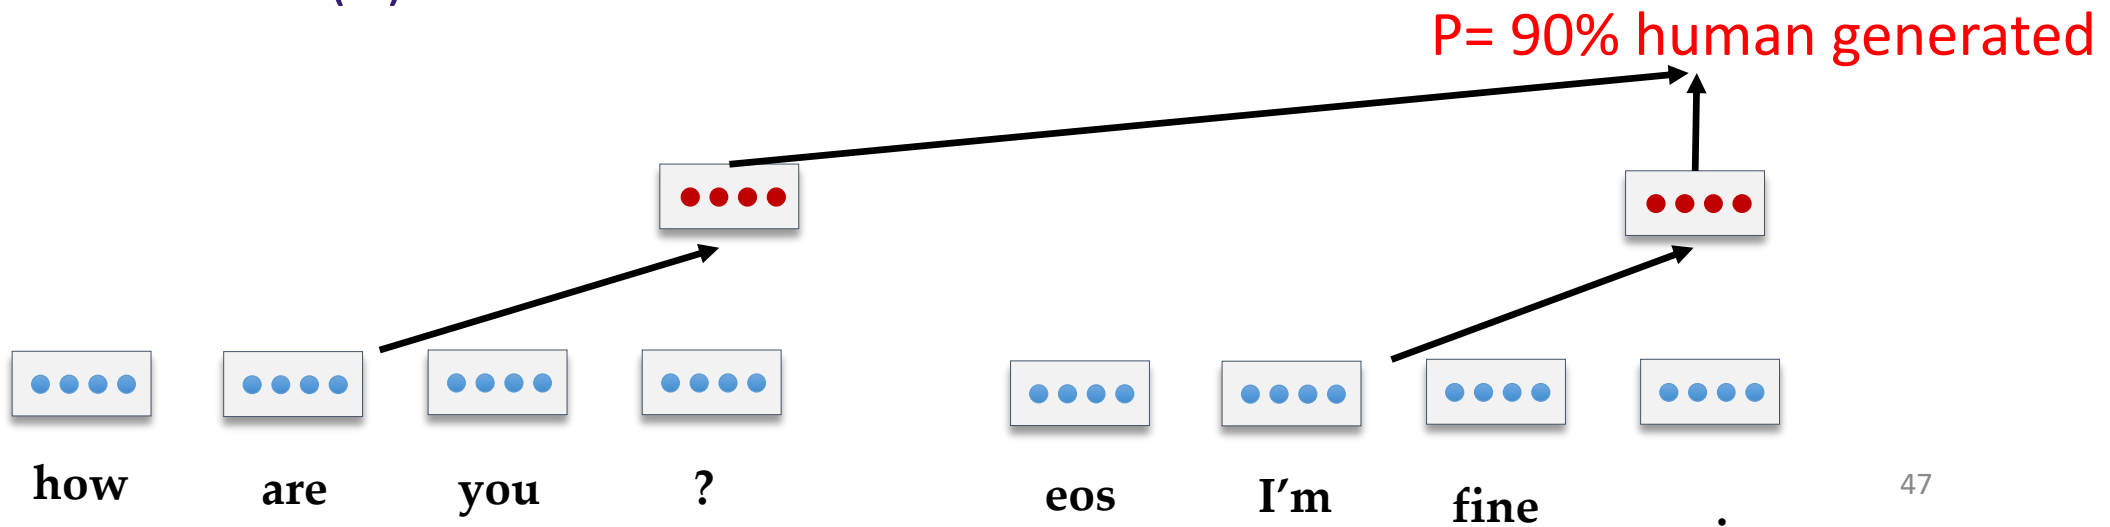 P= 90% human generated
how are you ? eos I’m fine .
47